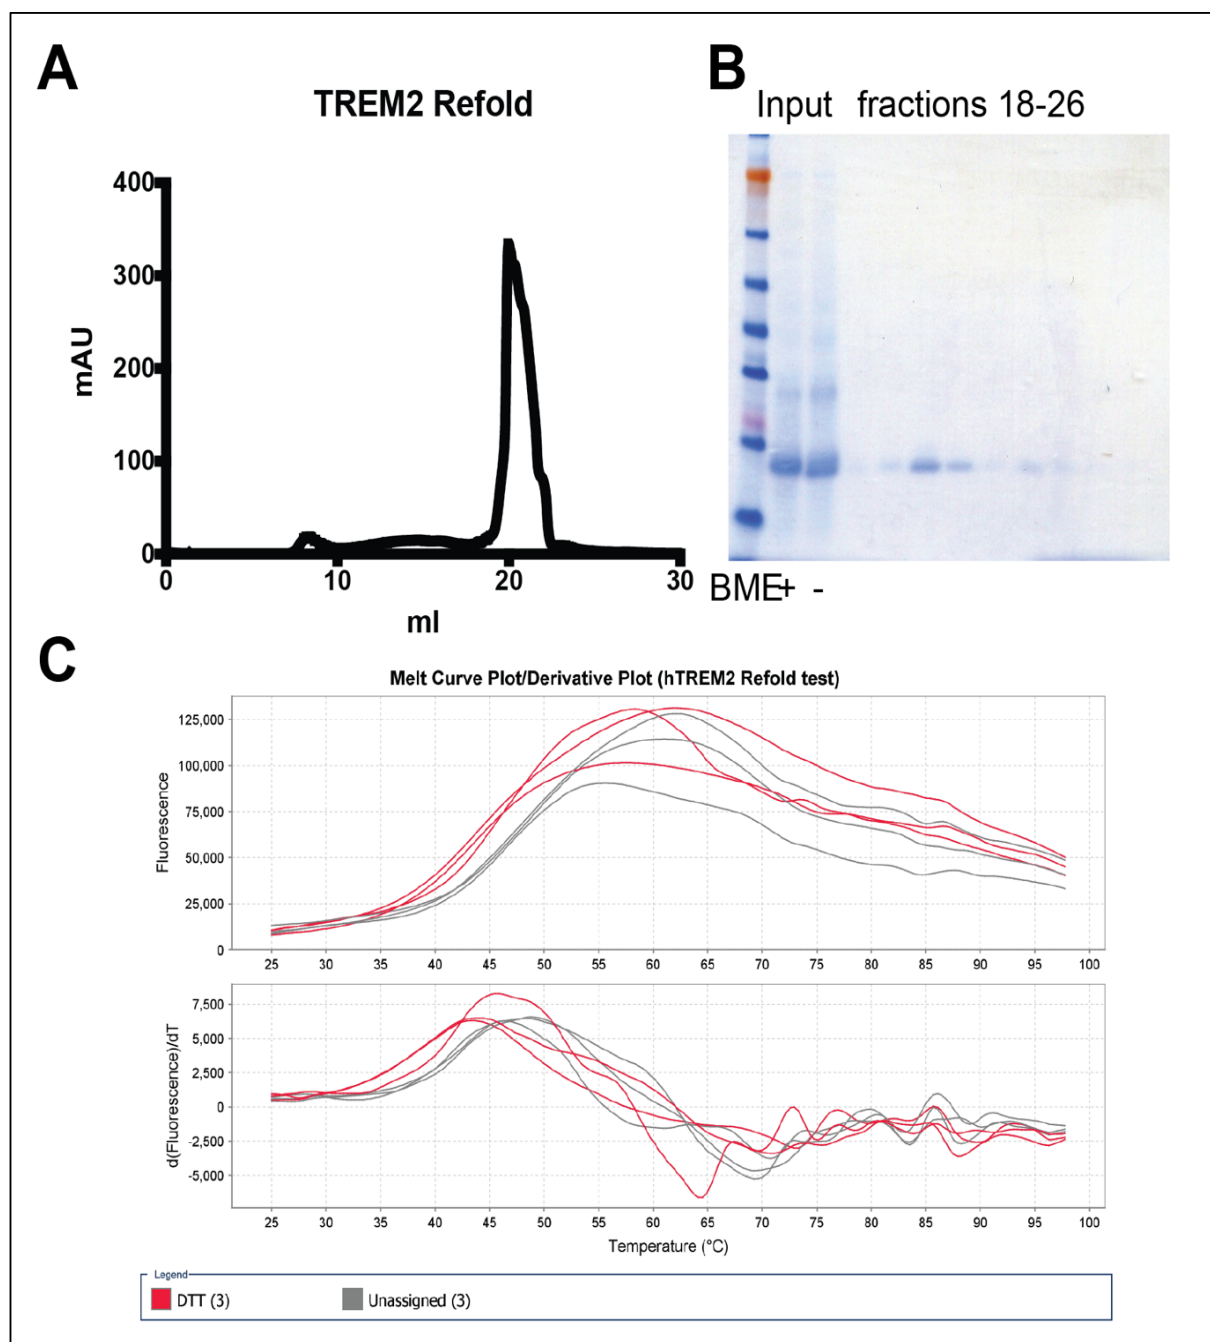 A
TREM2 Refold
400
300
200
100
0
mAU
0 10 20 30
ml
B
Input fractions 18-26
BME+ -
C
Melt Curve Plot/Derivative Plot (hTREM2 Refold test)
125,000
100,000
75,000
50,000
25,000
0
Fluorescence
25 30 35 40 45 50 55 60 65 70 75 80 85 90 95 100
7,500
5,000
2,500
0
-2,500
-5,000
d(Fluorescence)/dT
25 30 35 40 45 50 55 60 65 70 75 80 85 90 95 100
Temperature (°C)
Legend
DTT (3) Unassigned (3)